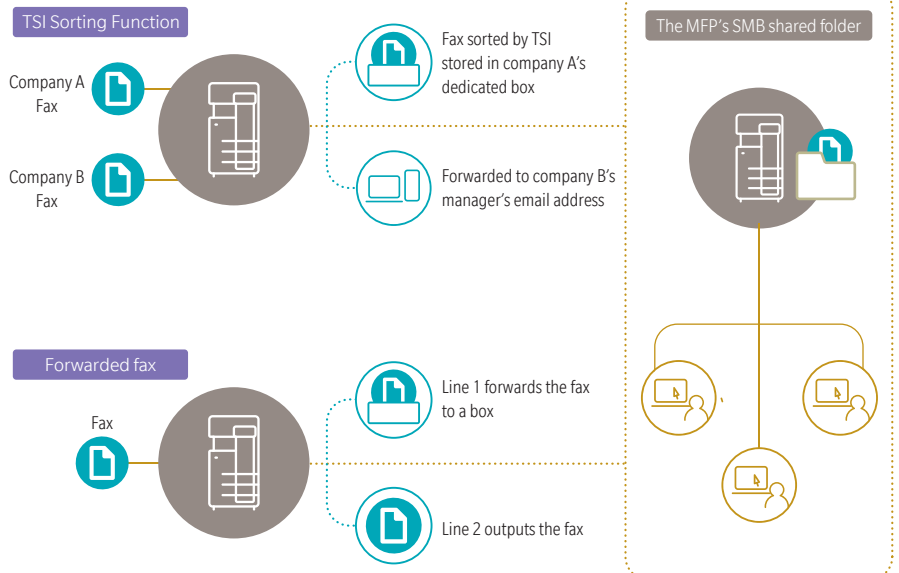 TSI Sorting Function
Company A
Fax
Company B
Fax
Fax sorted by TSI
stored in company A's
dedicated box
Forwarded to company B's
manager's email address
Forwarded fax
Fax
Line 1 forwards the fax
to a box
Line 2 outputs the fax
The MFP's SMB shared folder